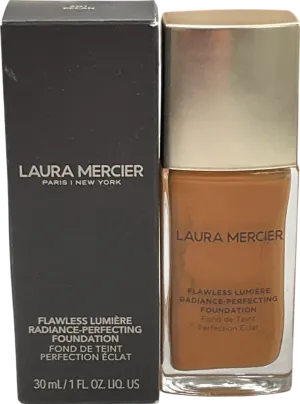 LAURA MERCIER
PARIS | NEW YORK
FLAWLESS LUMIÈRE
RADIANCE-PERFECTING
FOUNDATION
FOND DE TEINT
PERFECTION ÉCLAT
30 mL/1 FL. OZ. LIQ. US
LAURA MERCIER
FLAWLESS LUMIÈRE
RADIANCE-PERFECTING
FOUNDATION
Fond de Teint
Perfection Éclat